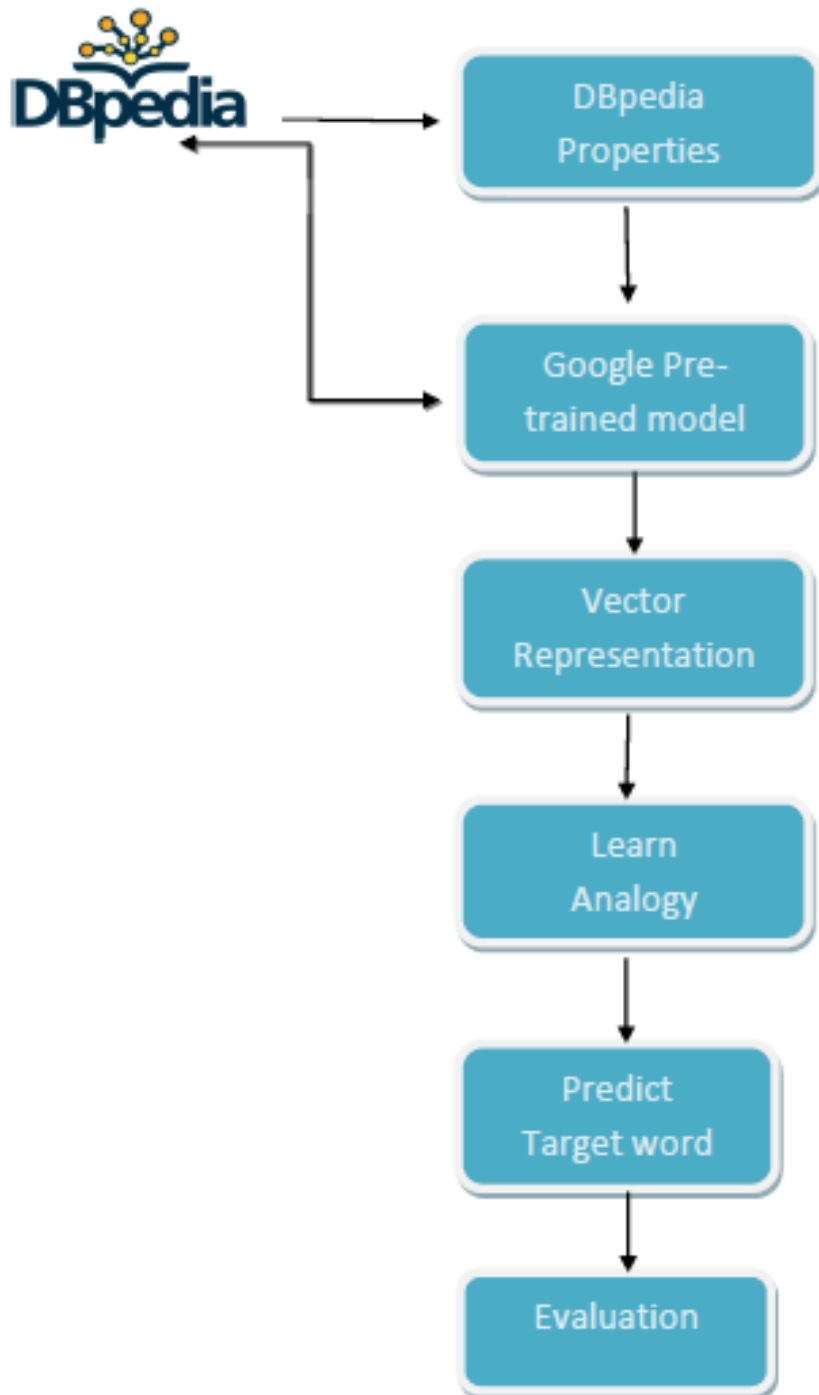 DBpedia
DBpedia
Properties
Google Pre-
trained model
Vector
Representation
Learn
Analogy
Predict
Target word
Evaluation